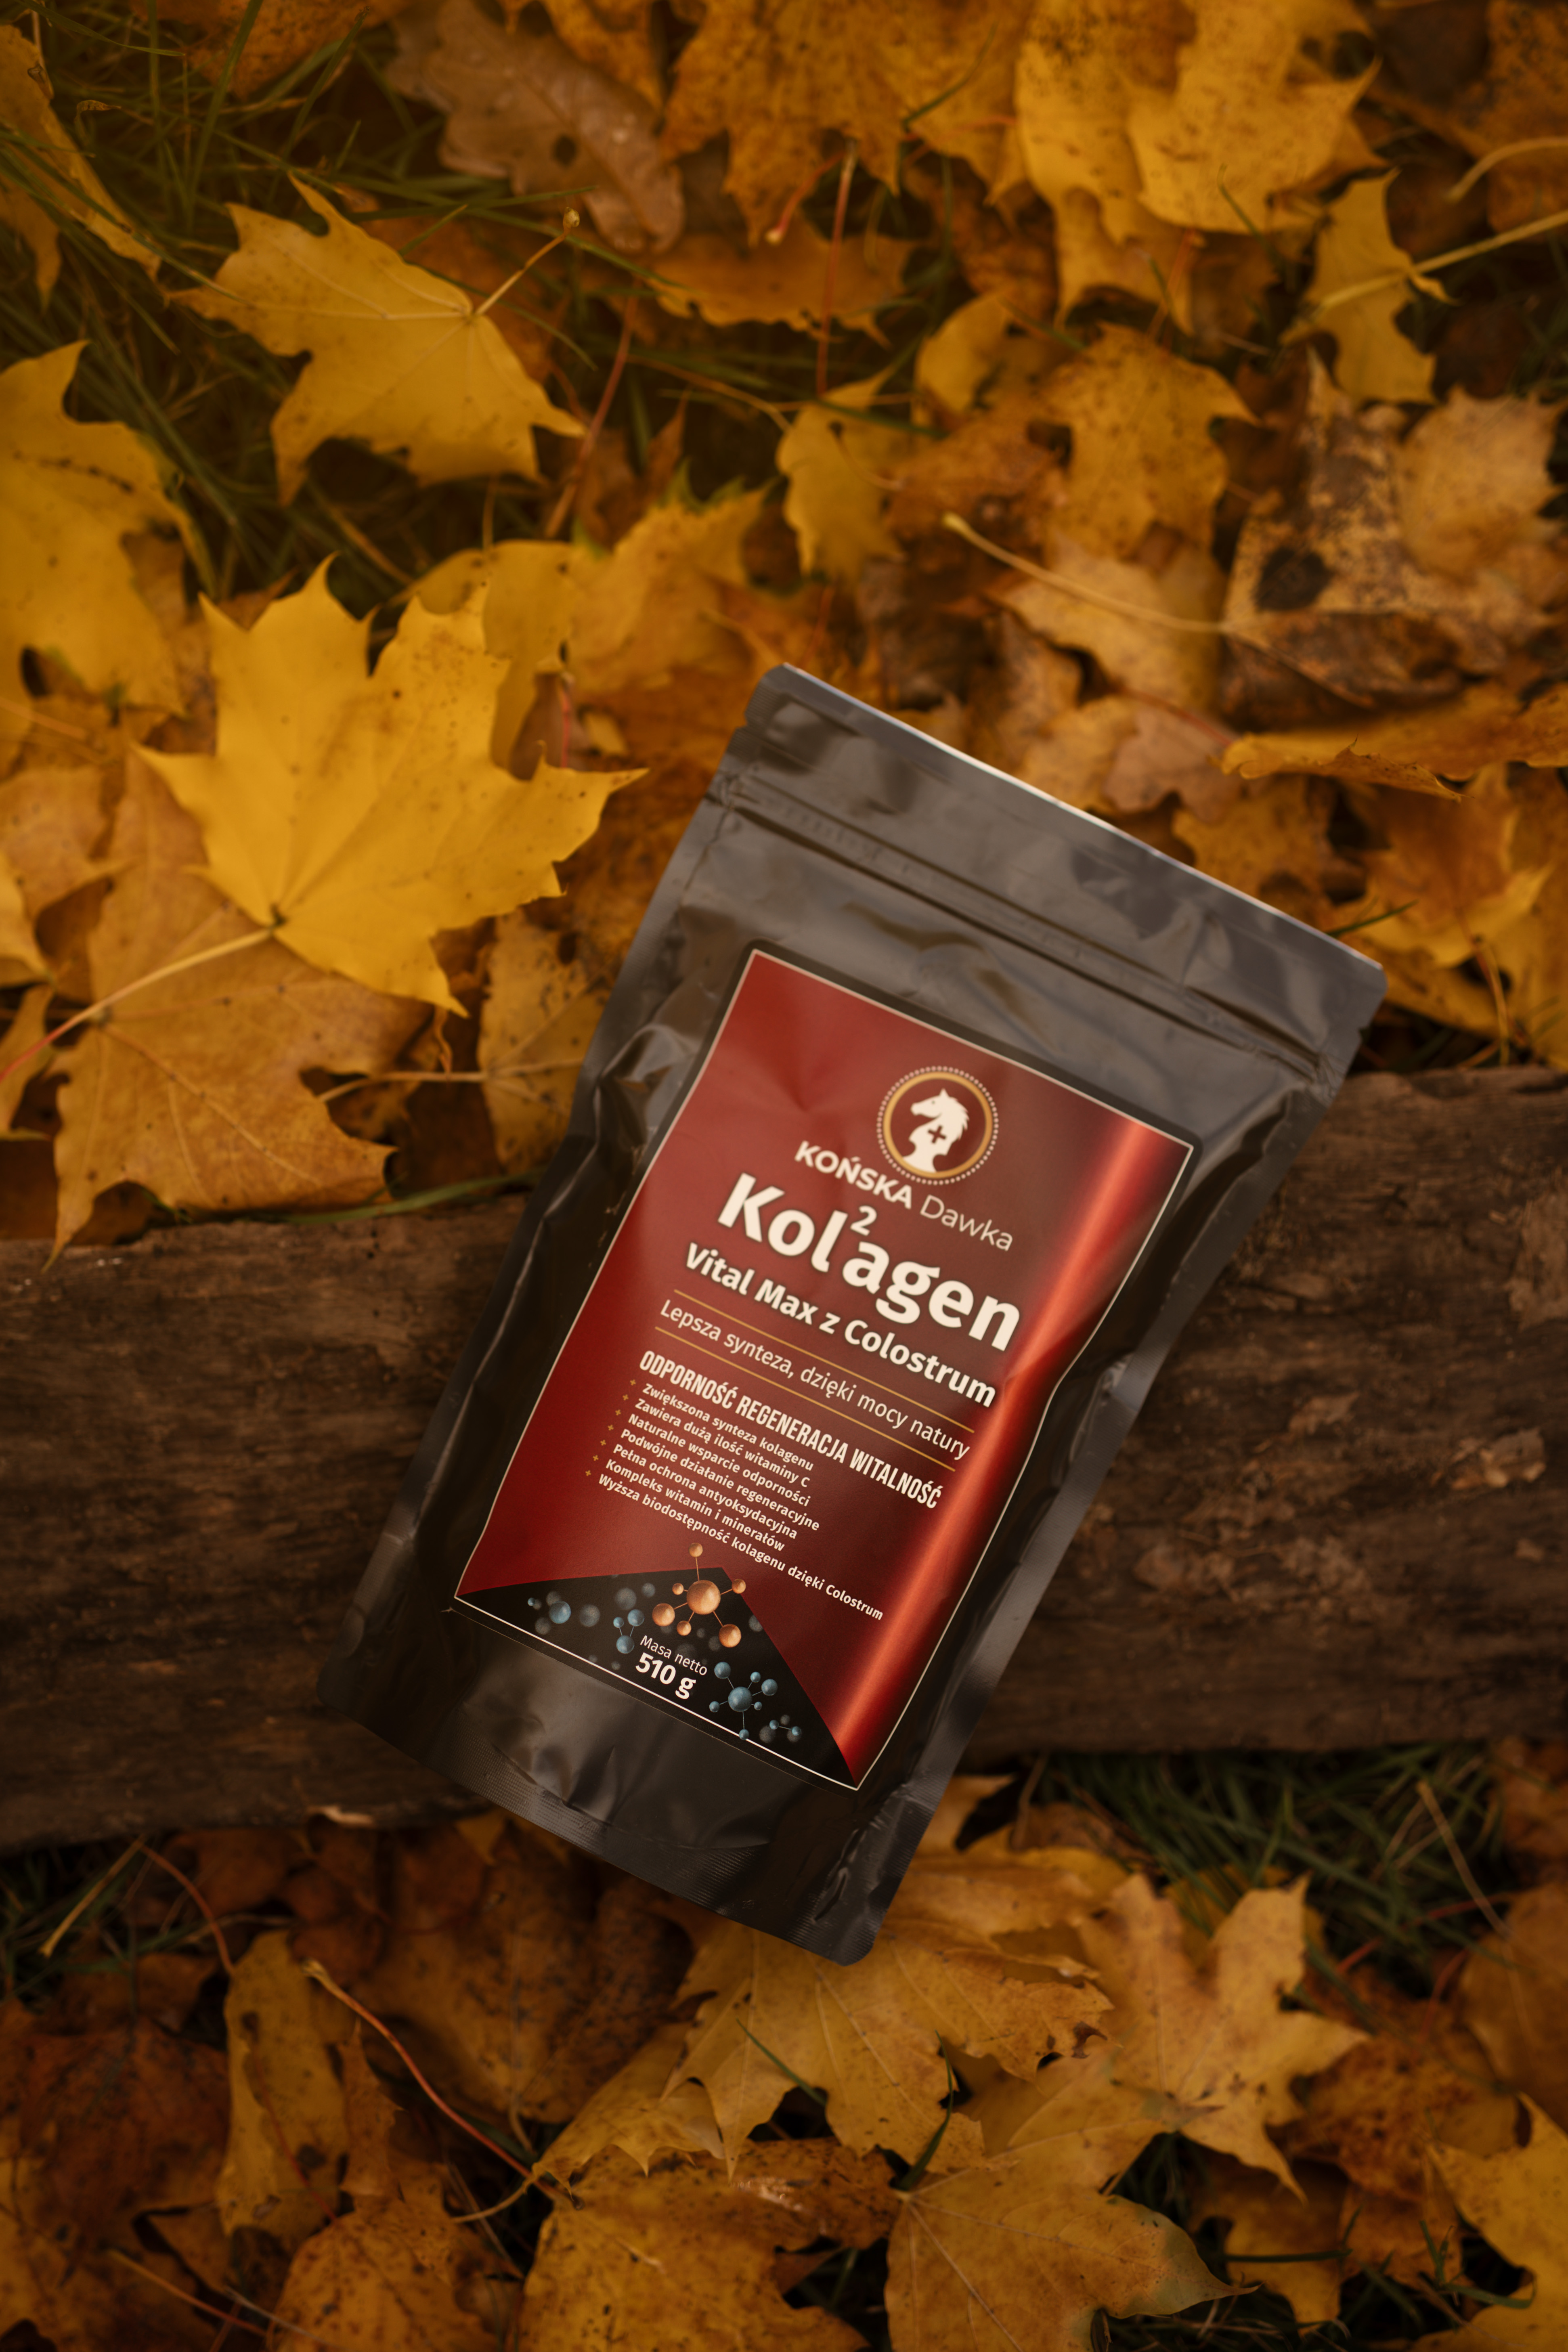 KOŃSKA Dawka
Kol²agen
Vital Max z Colostrum
Lepsza synteza, dzięki mocy natury
ODPORNOŚĆ REGENERACJA WITALNOŚĆ
Zwiększona synteza kolagenu
Zawiera dużą ilość witaminy C
Naturalne wsparcie odporności
Podwójne działanie regeneracyjne
Pełna ochrona antyoksydacyjna
Kompleks witamin i minerałów
Wyższa biodostępność kolagenu dzięki Colostrum
Masa netto
510 g